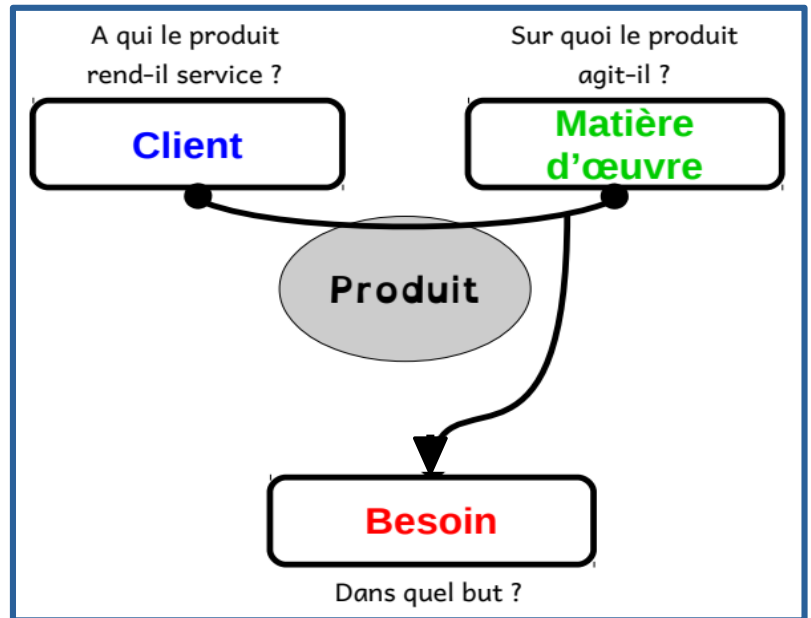 A qui le produit
rend-il service ?
Sur quoi le produit
agit-il ?
Client
Matière
d'œuvre
Produit
Besoin
Dans quel but ?